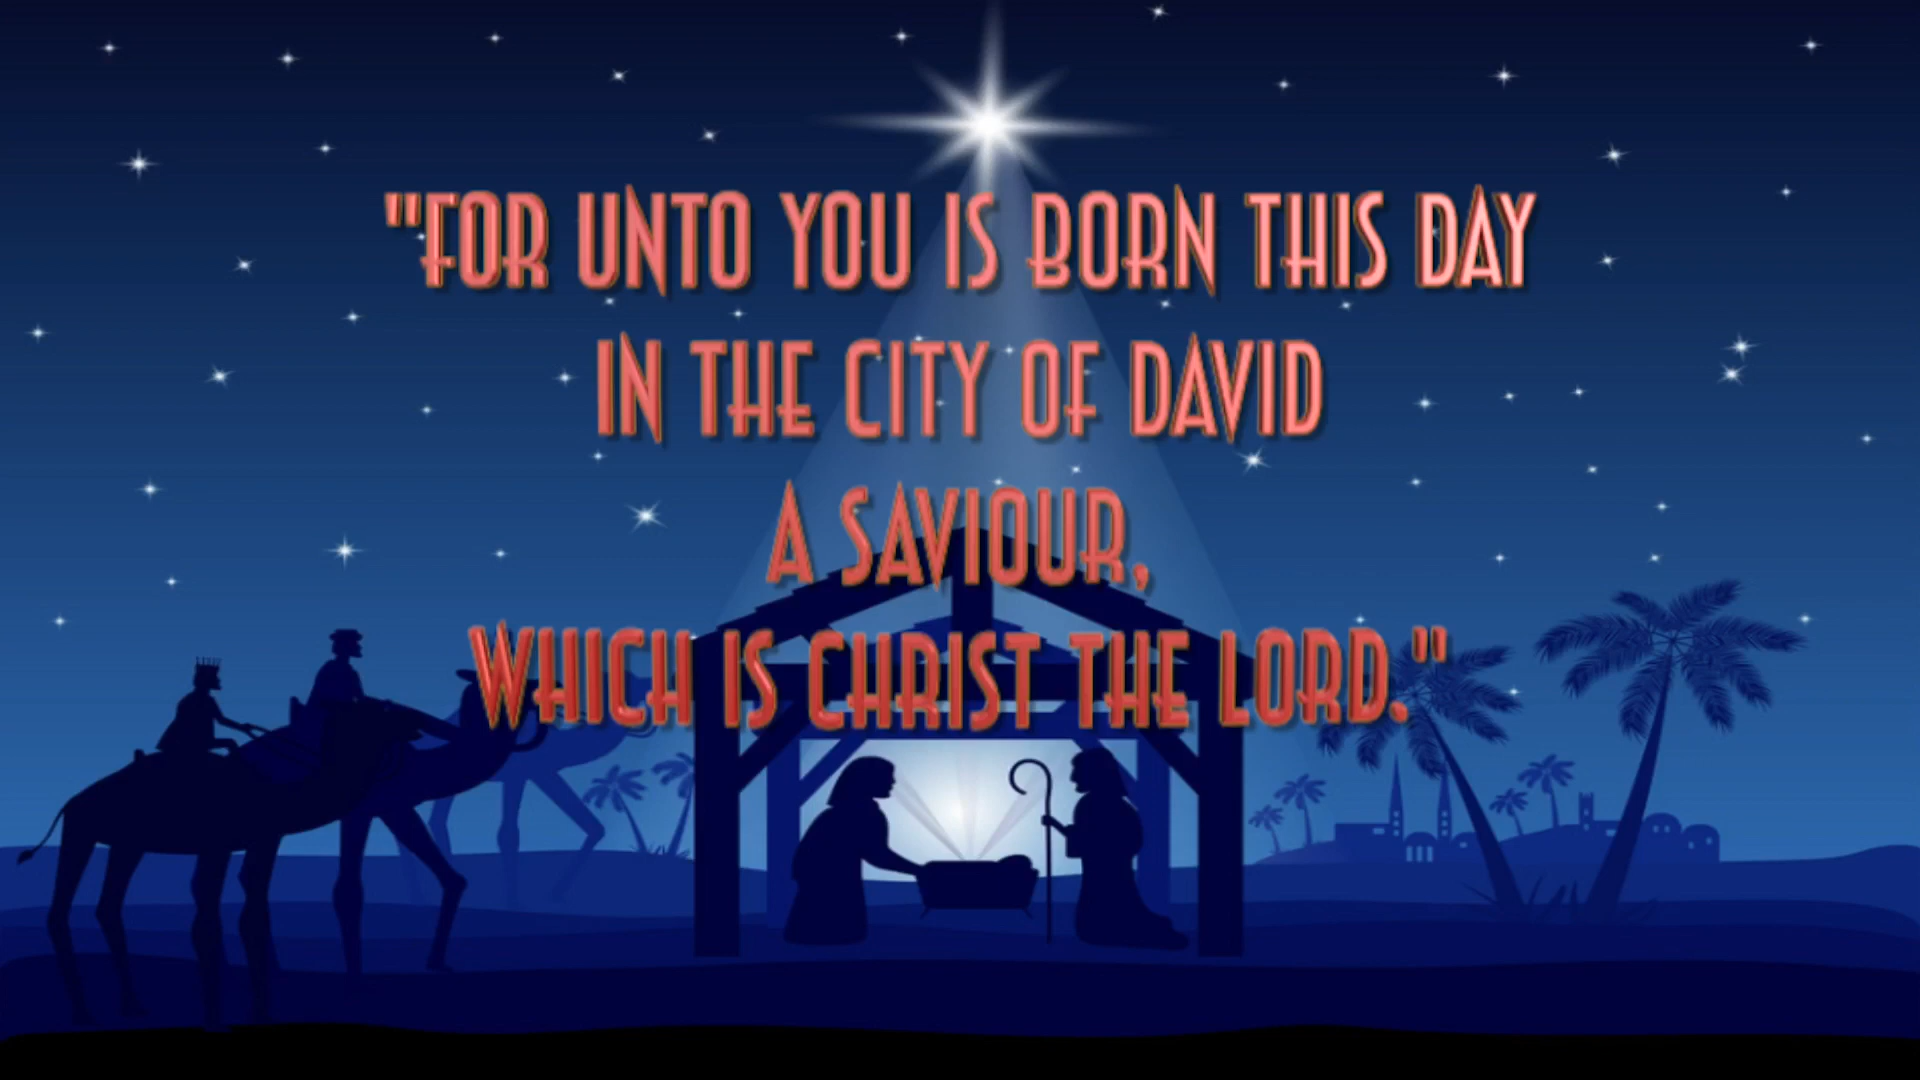 "FOR UNTO YOU IS BORN THIS DAY
IN THE CITY OF DAVID
A SAVIOUR,
WHICH IS CHRIST THE LORD."